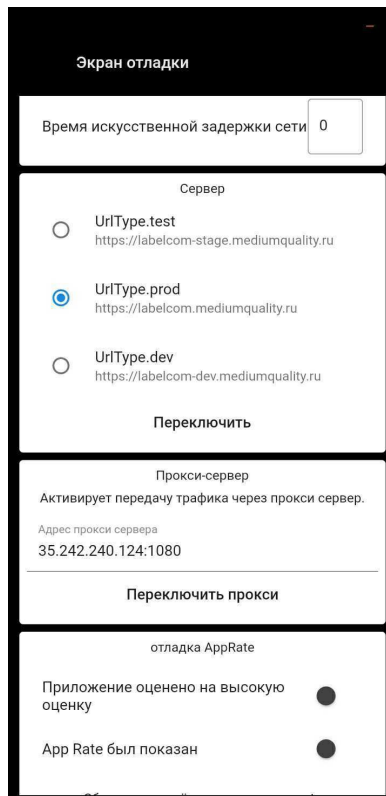 Экран отладки
Время искусственной задержки сети 0
Сервер
UrlType.test
https://labelcom-stage.mediumquality.ru
UrlType.prod
https://labelcom.mediumquality.ru
UrlType.dev
https://labelcom-dev.mediumquality.ru
Переключить
Прокси-сервер
Активирует передачу трафика через прокси сервер.
Адрес прокси сервера
35.242.240.124:1080
Переключить прокси
отладка AppRate
Приложение оценено на высокую
оценку
App Rate был показан